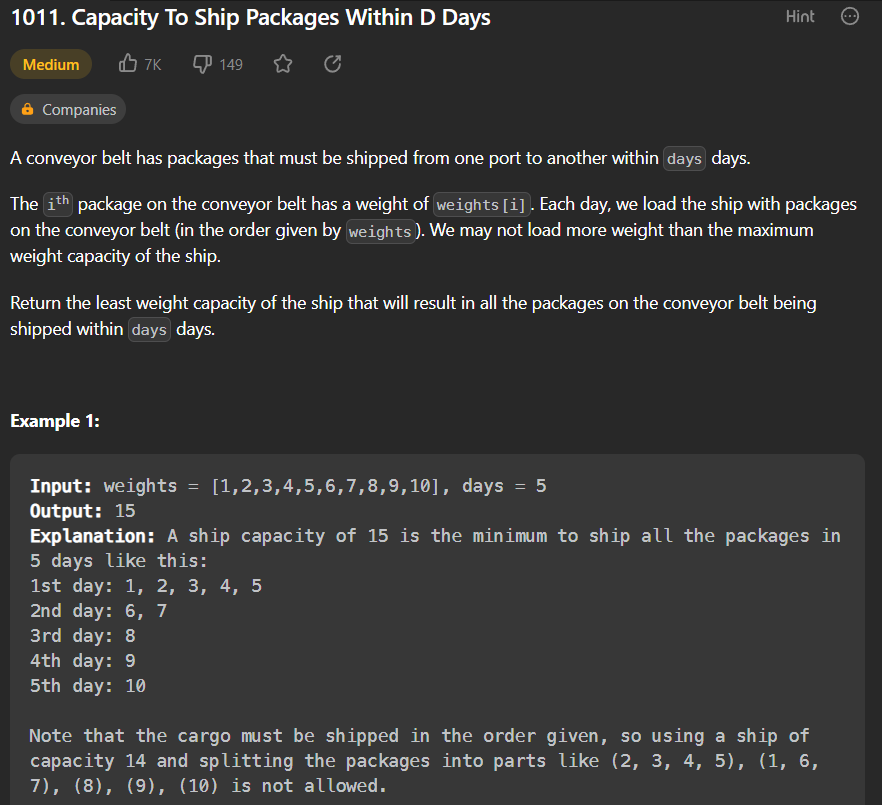 1011. Capacity To Ship Packages Within D Days
Hint
Medium
7K
149
Companies
A conveyor belt has packages that must be shipped from one port to another within days days.
The ith package on the conveyor belt has a weight of weights[i]. Each day, we load the ship with packages
on the conveyor belt (in the order given by weights). We may not load more weight than the maximum
weight capacity of the ship.
Return the least weight capacity of the ship that will result in all the packages on the conveyor belt being
shipped within days days.
Example 1:
Input: weights = [1,2,3,4,5,6,7,8,9,10], days = 5
Output: 15
Explanation: A ship capacity of 15 is the minimum to ship all the packages in
5 days like this:
1st day: 1, 2, 3, 4, 5
2nd day: 6, 7
3rd day: 8
4th day: 9
5th day: 10
Note that the cargo must be shipped in the order given, so using a ship of
capacity 14 and splitting the packages into parts like (2, 3, 4, 5), (1, 6,
7), (8), (9), (10) is not allowed.